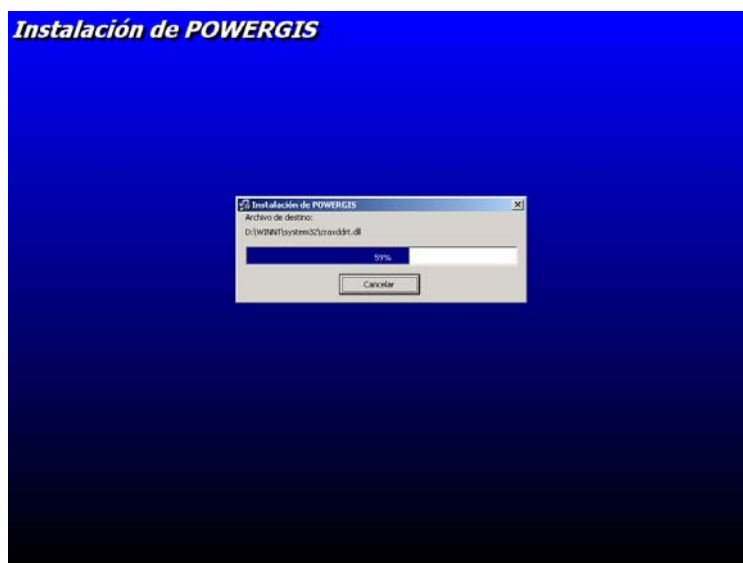 Instalación de POWERGIS
Instalación de POWERGIS
Archivo de destino:
D:\WINNT\system32\craxddrt.dll
59%
Cancelar